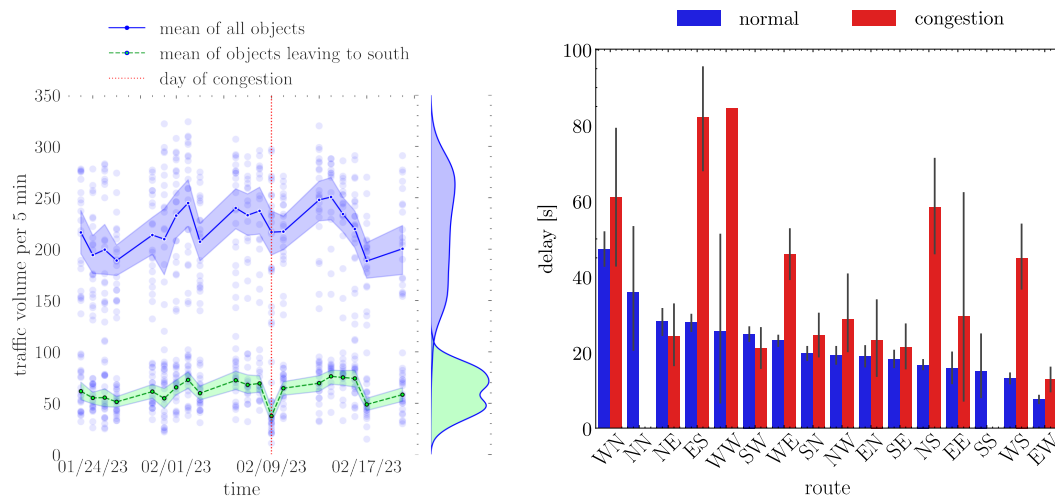 mean of all objects
mean of objects leaving to south
day of congestion
traffic volume per 5 min
350
300
250
200
150
100
50
0
01/24/23 02/01/23 02/09/23 02/17/23
time
normal congestion
delay [s]
100
80
60
40
20
0
WN NN NE ES WW SW WE SN NW EN SE NS EE SS WS EW
route